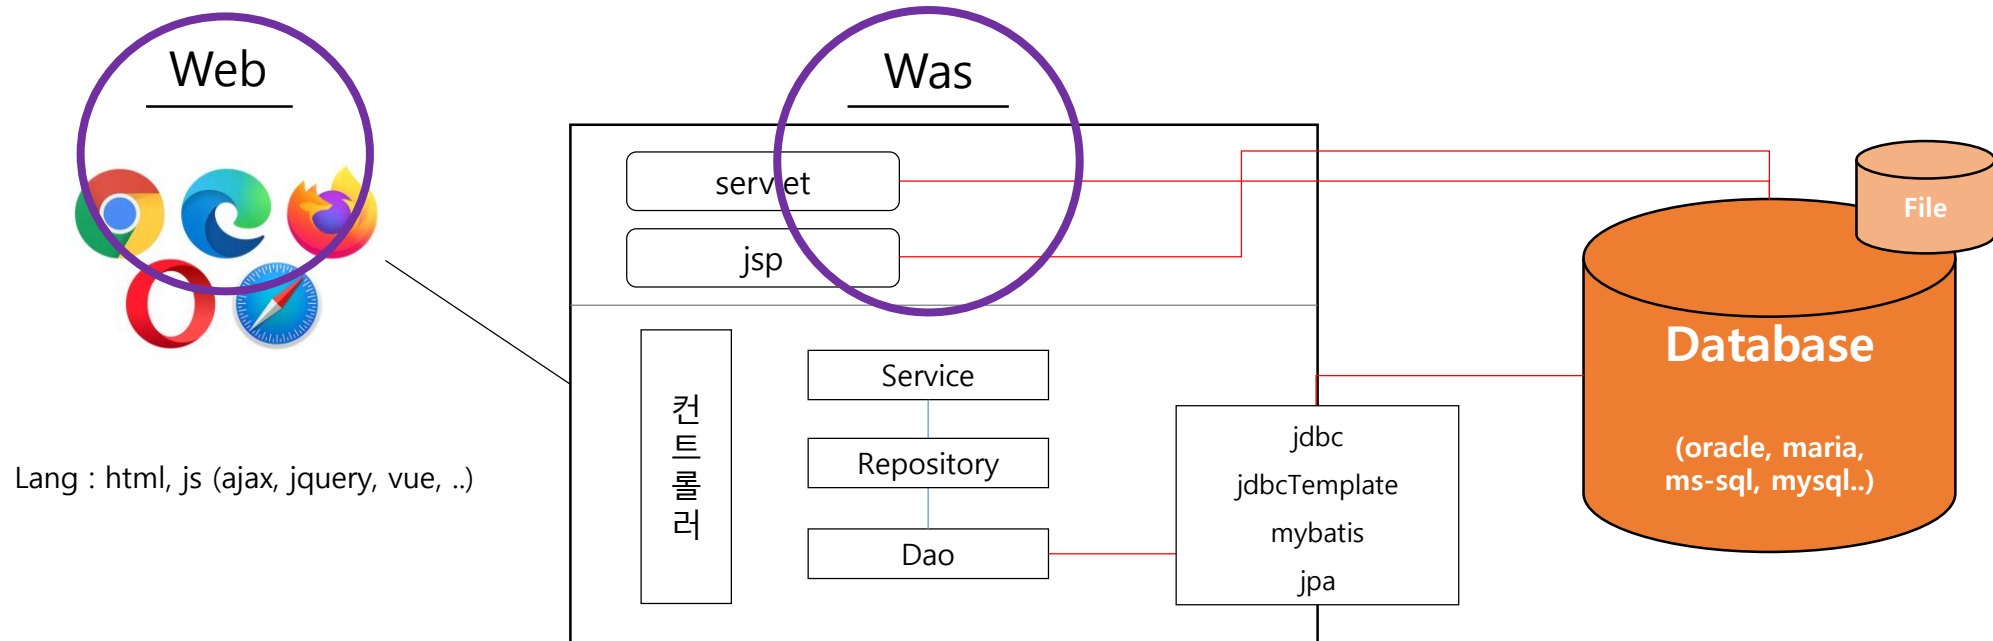 Web
Was
servlet
jsp
File
Database
(oracle, maria,
ms-sql, mysql..)
컨
트
롤
러
Service
Repository
Dao
jdbc
jdbcTemplate
mybatis
jpa
Lang : html, js (ajax, jquery, vue, ..)